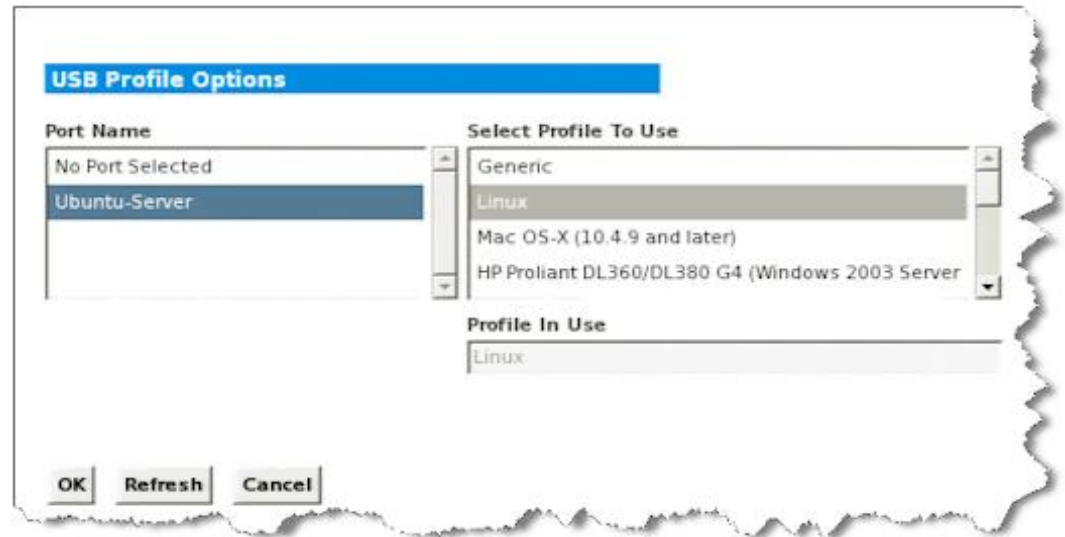 USB Profile Options
Port Name
No Port Selected
Ubuntu-Server
Select Profile To Use
Generic
Linux
Mac OS-X (10.4.9 and later)
HP Proliant DL360/DL380 G4 (Windows 2003 Server
Profile In Use
Linux
OK Refresh Cancel